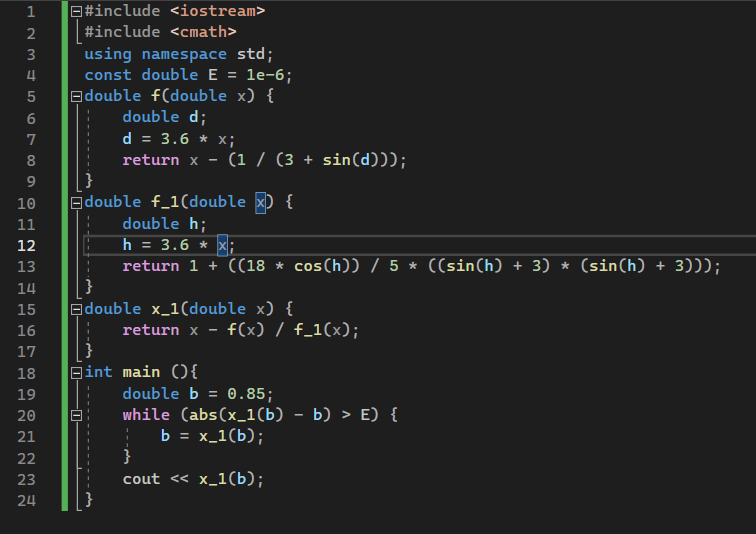 1 #include <iostream>
2 #include <cmath>
3 using namespace std;
4 const double E = 1e-6;
5 double f(double x) {
6 double d;
7 d = 3.6 * x;
8 return x - (1 / (3 + sin(d)));
9 }
10 double f_1(double x) {
11 double h;
12 h = 3.6 * x;
13 return 1 + ((18 * cos(h)) / 5 * ((sin(h) + 3) * (sin(h) + 3)));
14 }
15 double x_1(double x) {
16 return x - f(x) / f_1(x);
17 }
18 int main (){
19 double b = 0.85;
20 while (abs(x_1(b) - b) > E) {
21 b = x_1(b);
22 }
23 cout << x_1(b);
24 }